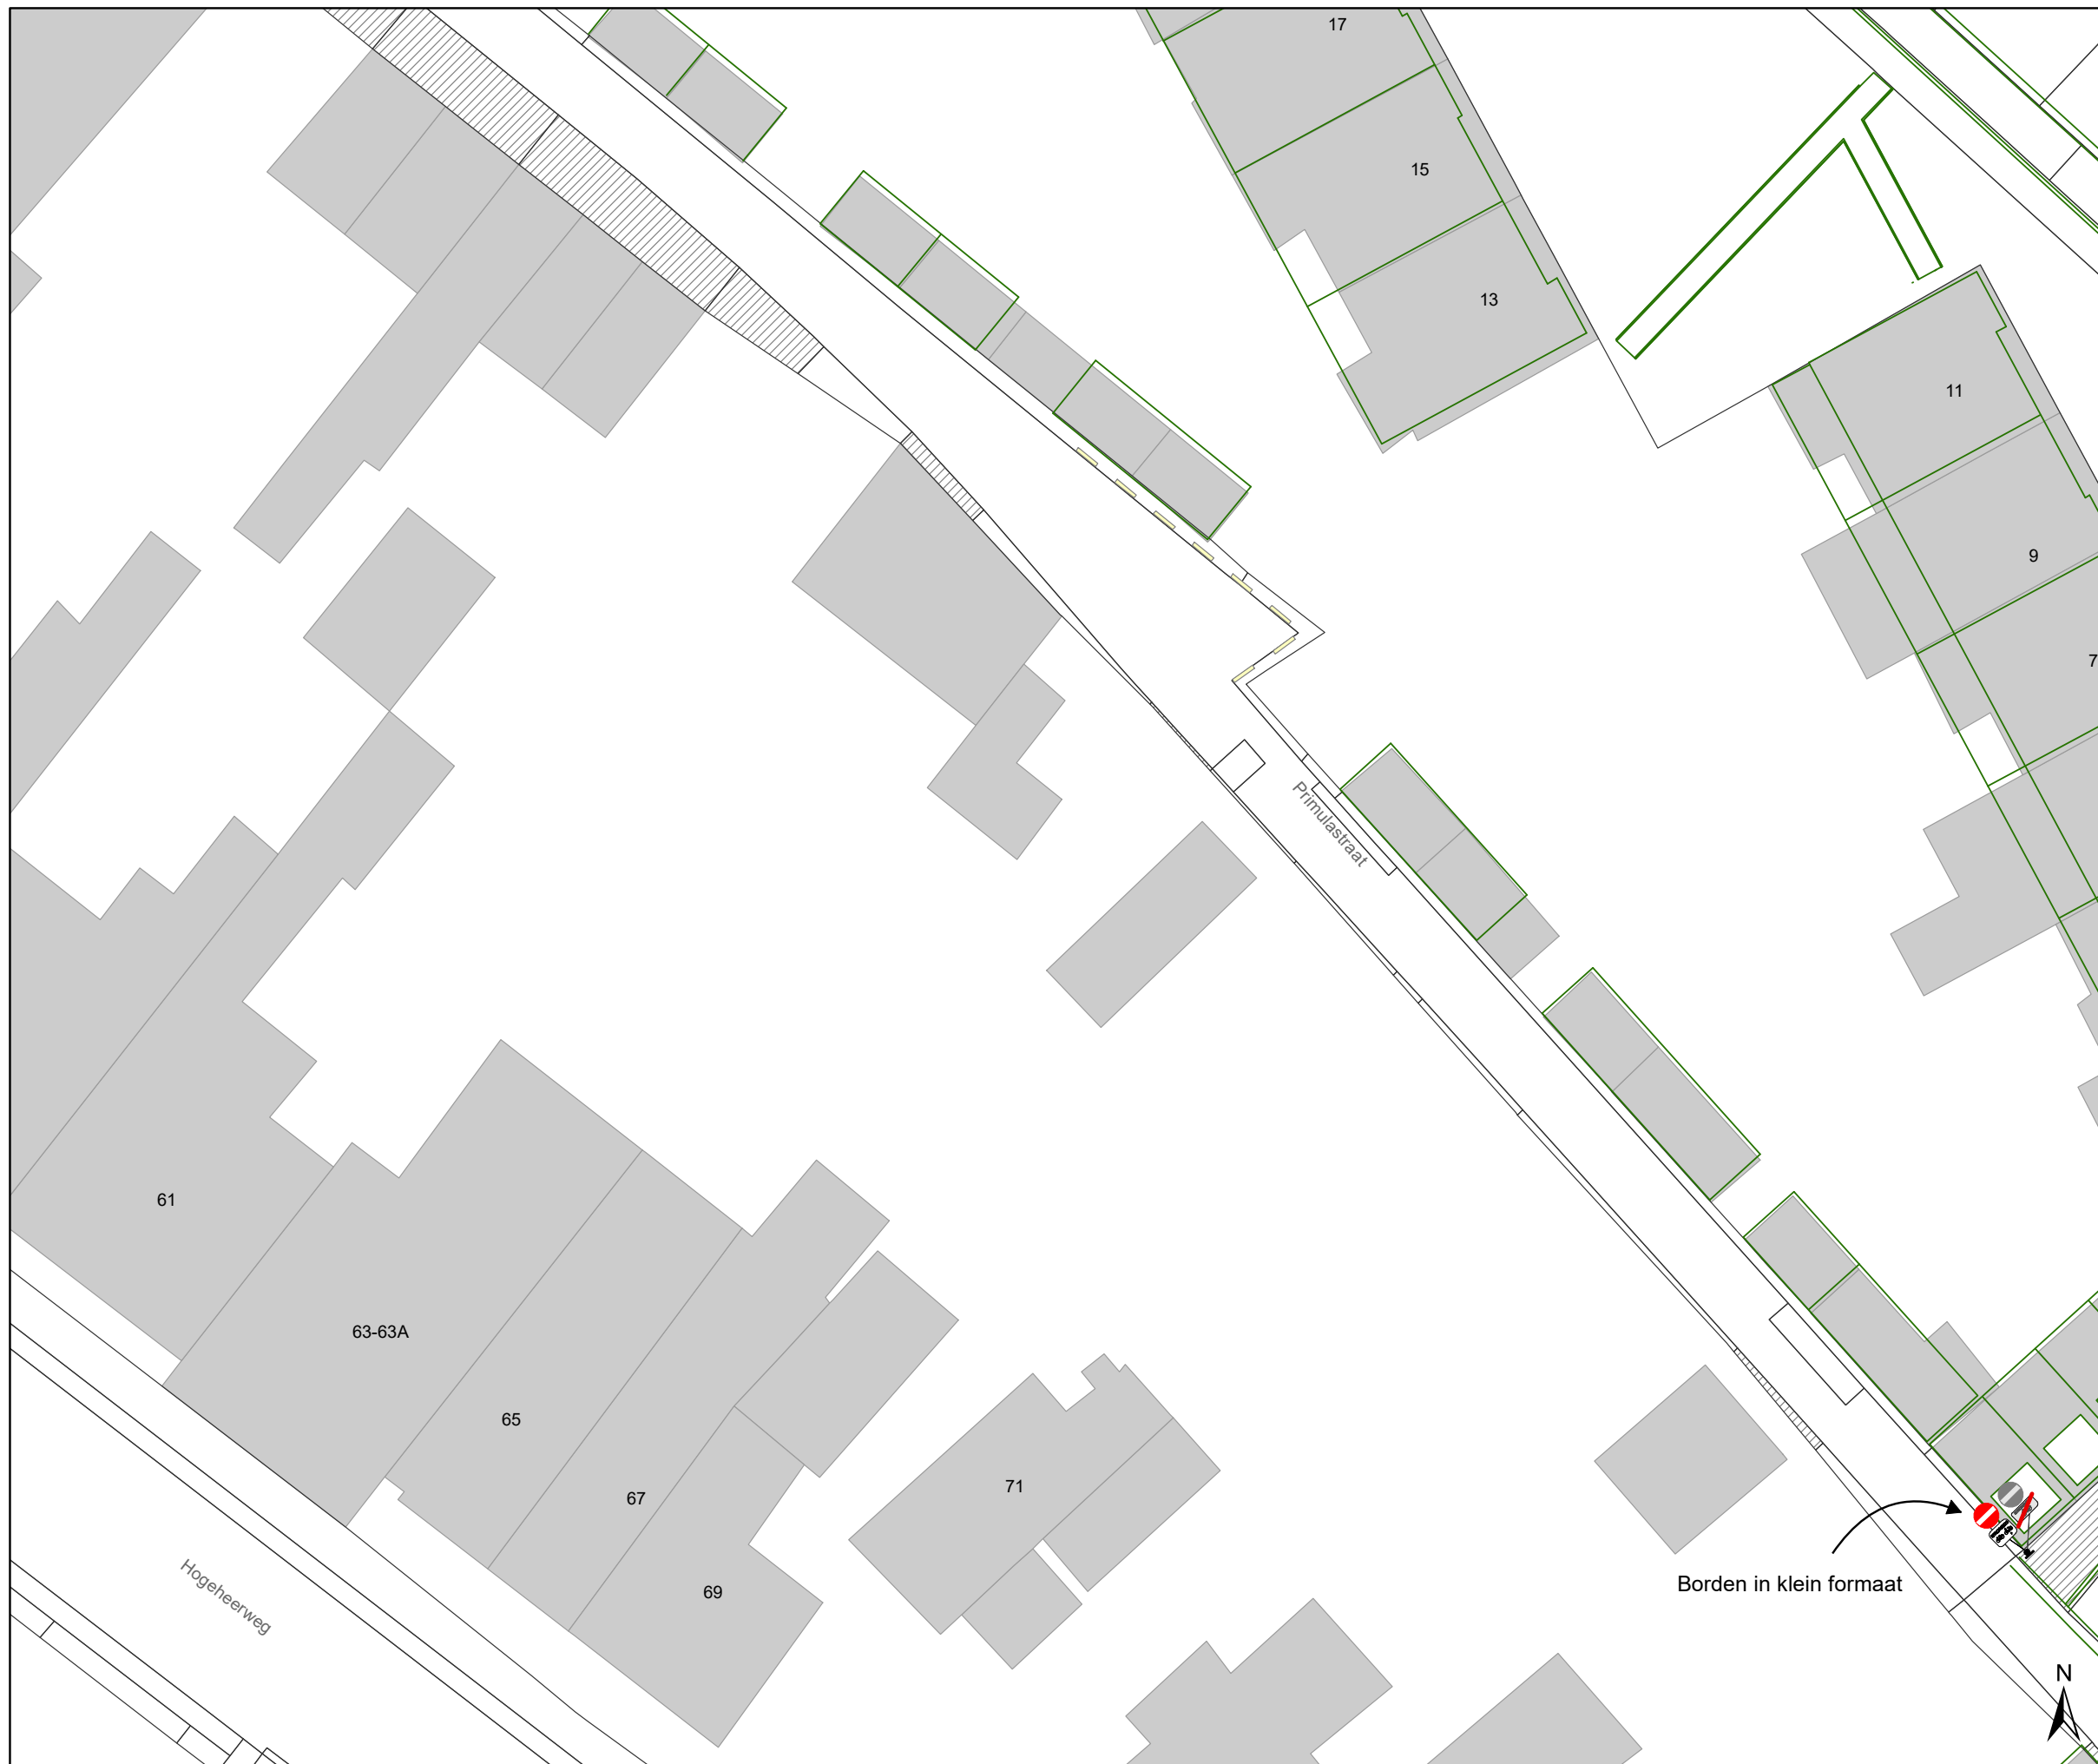 17
15
13
11
9
7
Primulastraat
61
63-63A
65
67
69
71
Borden in klein formaat
Hogeheerweg
N